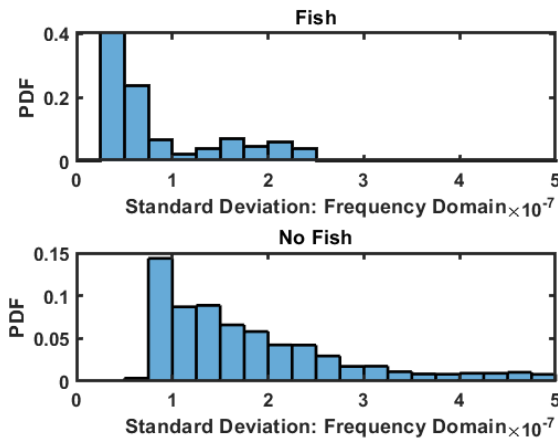 Fish
PDF
0.4
0.2
0
0 1 2 3 4 5
Standard Deviation: Frequency Domain ×10⁻⁷
No Fish
PDF
0.15
0.1
0.05
0
0 1 2 3 4 5
Standard Deviation: Frequency Domain ×10⁻⁷